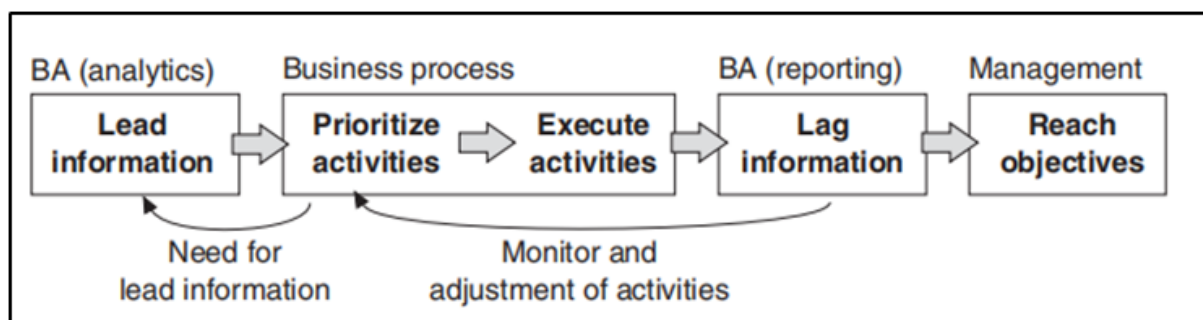 BA (analytics)
Business process
BA (reporting)
Management
Lead
information
Prioritize
activities
Execute
activities
Lag
information
Reach
objectives
Need for
lead information
Monitor and
adjustment of activities